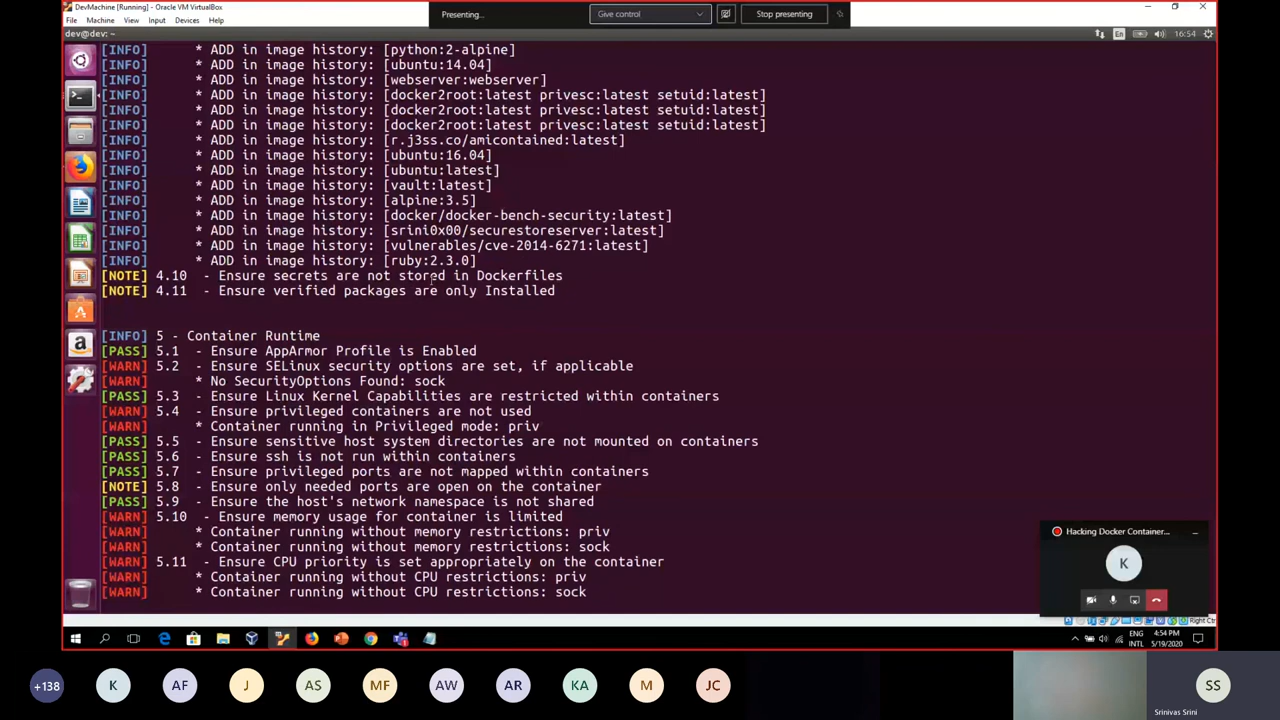 DevMachine [Running] - Oracle VM VirtualBox
File Machine View Input Devices Help
Presenting...
Give control
Stop presenting
dev@dev: ~
En
16:54
[INFO] * ADD in image history: [python:2-alpine]
[INFO] * ADD in image history: [ubuntu:14.04]
[INFO] * ADD in image history: [webserver:webserver]
[INFO] * ADD in image history: [docker2root:latest privesc:latest setuid:latest]
[INFO] * ADD in image history: [docker2root:latest privesc:latest setuid:latest]
[INFO] * ADD in image history: [docker2root:latest privesc:latest setuid:latest]
[INFO] * ADD in image history: [r.j3ss.co/amicontained:latest]
[INFO] * ADD in image history: [ubuntu:16.04]
[INFO] * ADD in image history: [ubuntu:latest]
[INFO] * ADD in image history: [vault:latest]
[INFO] * ADD in image history: [alpine:3.5]
[INFO] * ADD in image history: [docker/docker-bench-security:latest]
[INFO] * ADD in image history: [srini0x00/securestoreserver:latest]
[INFO] * ADD in image history: [vulnerables/cve-2014-6271:latest]
[INFO] * ADD in image history: [ruby:2.3.0]
[NOTE] 4.10 - Ensure secrets are not stored in Dockerfiles
[NOTE] 4.11 - Ensure verified packages are only Installed
[INFO] 5 - Container Runtime
[PASS] 5.1 - Ensure AppArmor Profile is Enabled
[WARN] 5.2 - Ensure SELinux security options are set, if applicable
[WARN] * No SecurityOptions Found: sock
[PASS] 5.3 - Ensure Linux Kernel Capabilities are restricted within containers
[WARN] 5.4 - Ensure privileged containers are not used
[WARN] * Container running in Privileged mode: priv
[PASS] 5.5 - Ensure sensitive host system directories are not mounted on containers
[PASS] 5.6 - Ensure ssh is not run within containers
[PASS] 5.7 - Ensure privileged ports are not mapped within containers
[NOTE] 5.8 - Ensure only needed ports are open on the container
[PASS] 5.9 - Ensure the host's network namespace is not shared
[WARN] 5.10 - Ensure memory usage for container is limited
[WARN] * Container running without memory restrictions: priv
[WARN] * Container running without memory restrictions: sock
[WARN] 5.11 - Ensure CPU priority is set appropriately on the container
[WARN] * Container running without CPU restrictions: priv
[WARN] * Container running without CPU restrictions: sock
Hacking Docker Container...
K
Right Ctrl
ENG
INTL
4:54 PM
5/19/2020
+138 K AF J AS MF AW AR KA M JC SS
Srinivas Srini